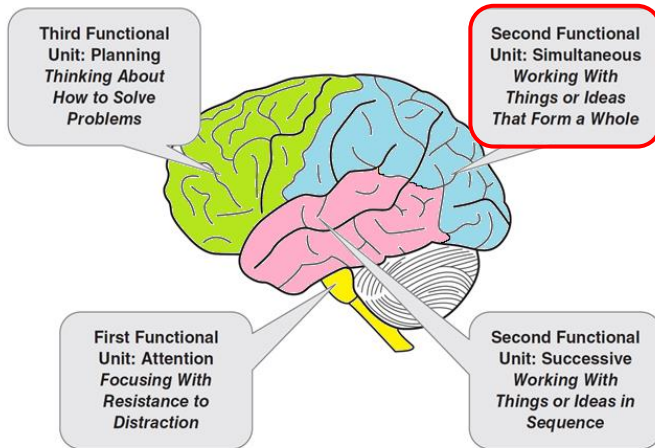 Third Functional
Unit: Planning
Thinking About
How to Solve
Problems
Second Functional
Unit: Simultaneous
Working With
Things or Ideas
That Form a Whole
First Functional
Unit: Attention
Focusing With
Resistance to
Distraction
Second Functional
Unit: Successive
Working With
Things or Ideas in
Sequence